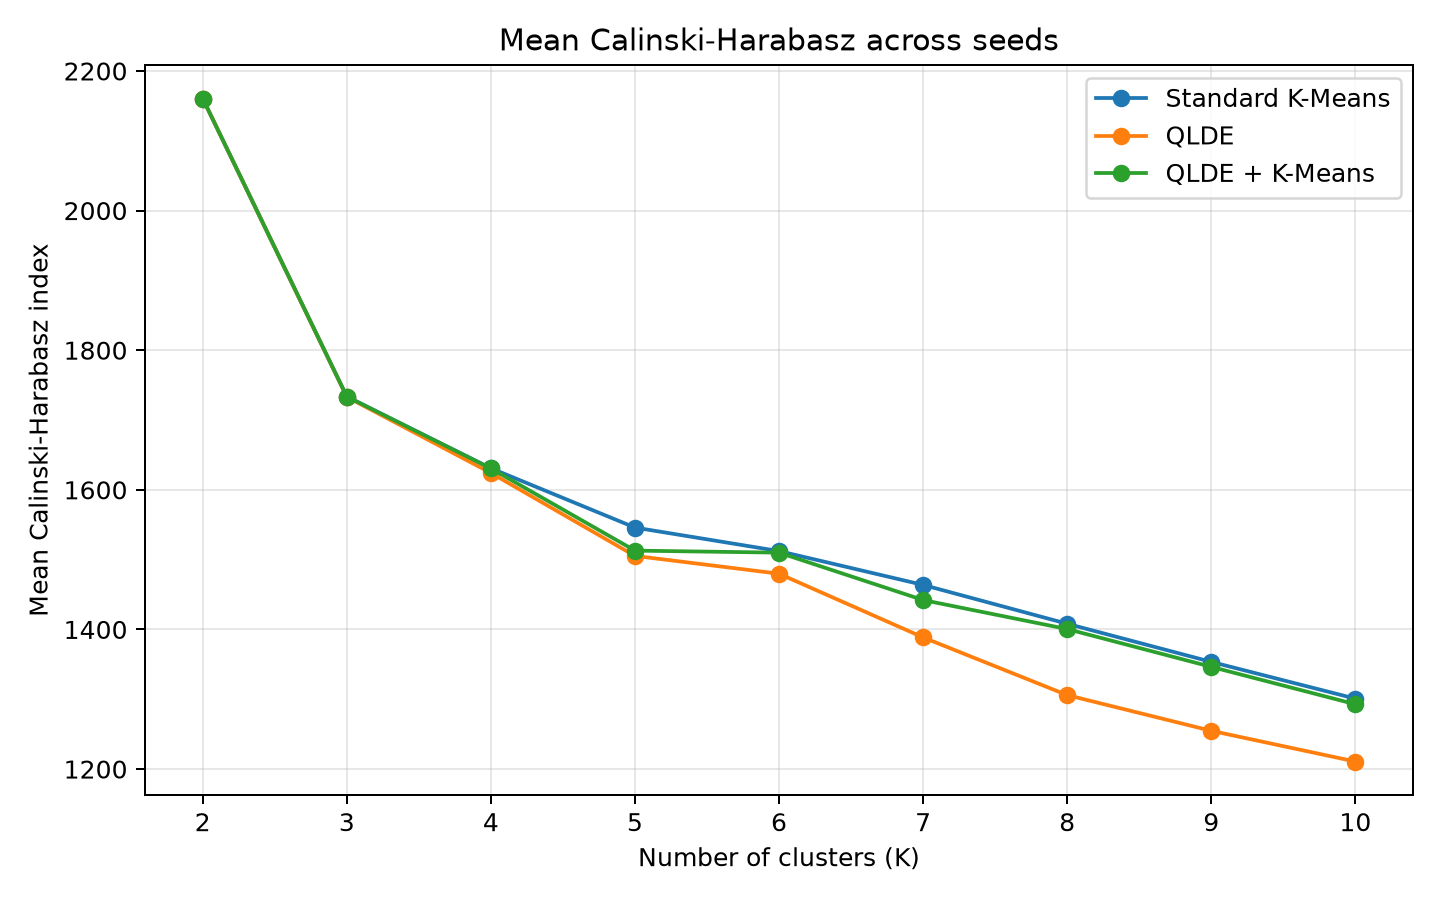 Mean Calinski-Harabasz across seeds
Mean Calinski-Harabasz index
2200
2000
1800
1600
1400
1200
Standard K-Means
QLDE
QLDE + K-Means
2 3 4 5 6 7 8 9 10
Number of clusters (K)